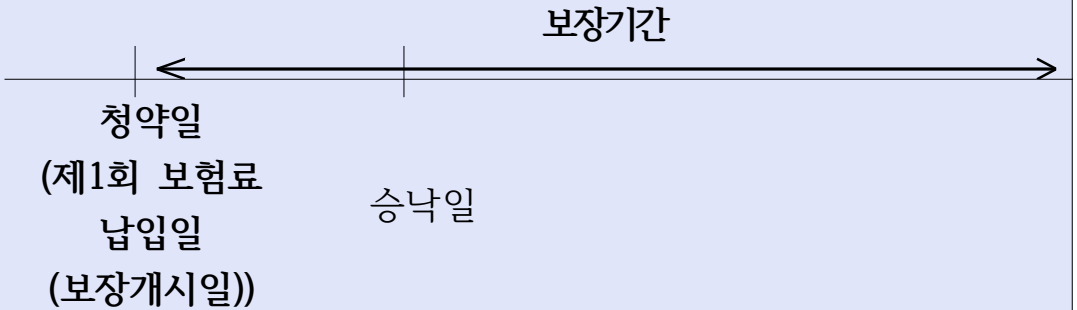 보장기간
청약일
(제1회 보험료
납입일
(보장개시일))
승낙일